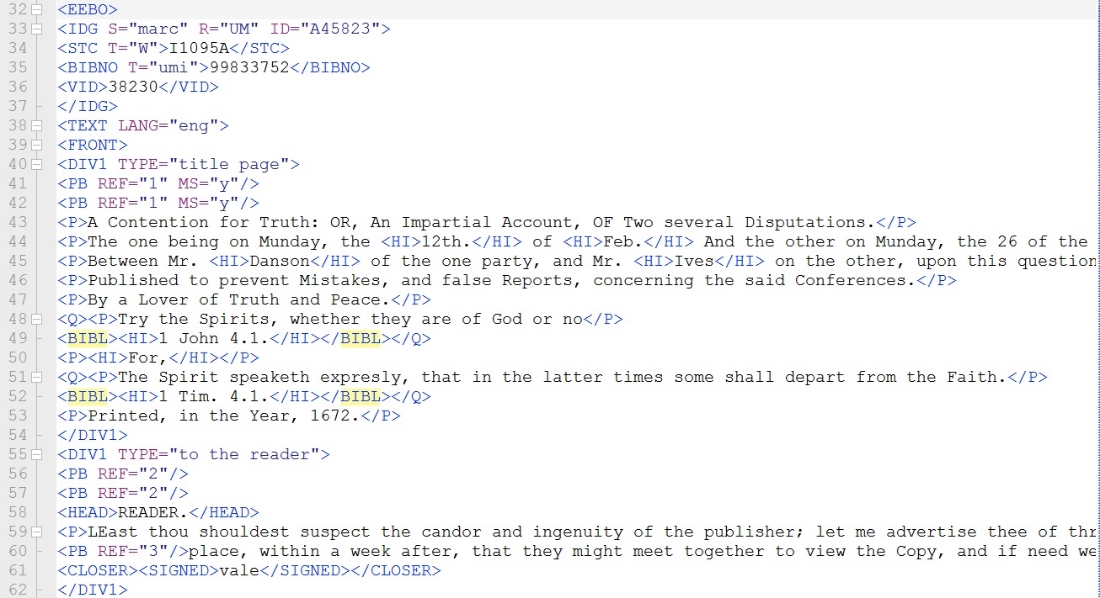 32 <EEBO>
33 <IDG S="marc" R="UM" ID="A45823">
34 <STC T="W">I1095A</STC>
35 <BIBNO T="umi">99833752</BIBNO>
36 <VID>38230</VID>
37 </IDG>
38 <TEXT LANG="eng">
39 <FRONT>
40 <DIV1 TYPE="title page">
41 <PB REF="1" MS="y"/>
42 <PB REF="1" MS="y"/>
43 <P>A Contention for Truth: OR, An Impartial Account, OF Two several Disputations.</P>
44 <P>The one being on Munday, the <HI>12th.</HI> of <HI>Feb.</HI> And the other on Munday, the 26 of the
45 <P>Between Mr. <HI>Danson</HI> of the one party, and Mr. <HI>Ives</HI> on the other, upon this question
46 <P>Published to prevent Mistakes, and false Reports, concerning the said Conferences.</P>
47 <P>By a Lover of Truth and Peace.</P>
48 <Q><P>Try the Spirits, whether they are of God or no</P>
49 <BIBL><HI>1 John 4.1.</HI></BIBL></Q>
50 <P><HI>For,</HI></P>
51 <Q><P>The Spirit speaketh expresly, that in the latter times some shall depart from the Faith.</P>
52 <BIBL><HI>1 Tim. 4.1.</HI></BIBL></Q>
53 <P>Printed, in the Year, 1672.</P>
54 </DIV1>
55 <DIV1 TYPE="to the reader">
56 <PB REF="2"/>
57 <PB REF="2"/>
58 <HEAD>READER.</HEAD>
59 <P>LEast thou shouldest suspect the candor and ingenuity of the publisher; let me advertise thee of thr
60 <PB REF="3"/>place, within a week after, that they might meet together to view the Copy, and if need we
61 <CLOSER><SIGNED>vale</SIGNED></CLOSER>
62 </DIV1>